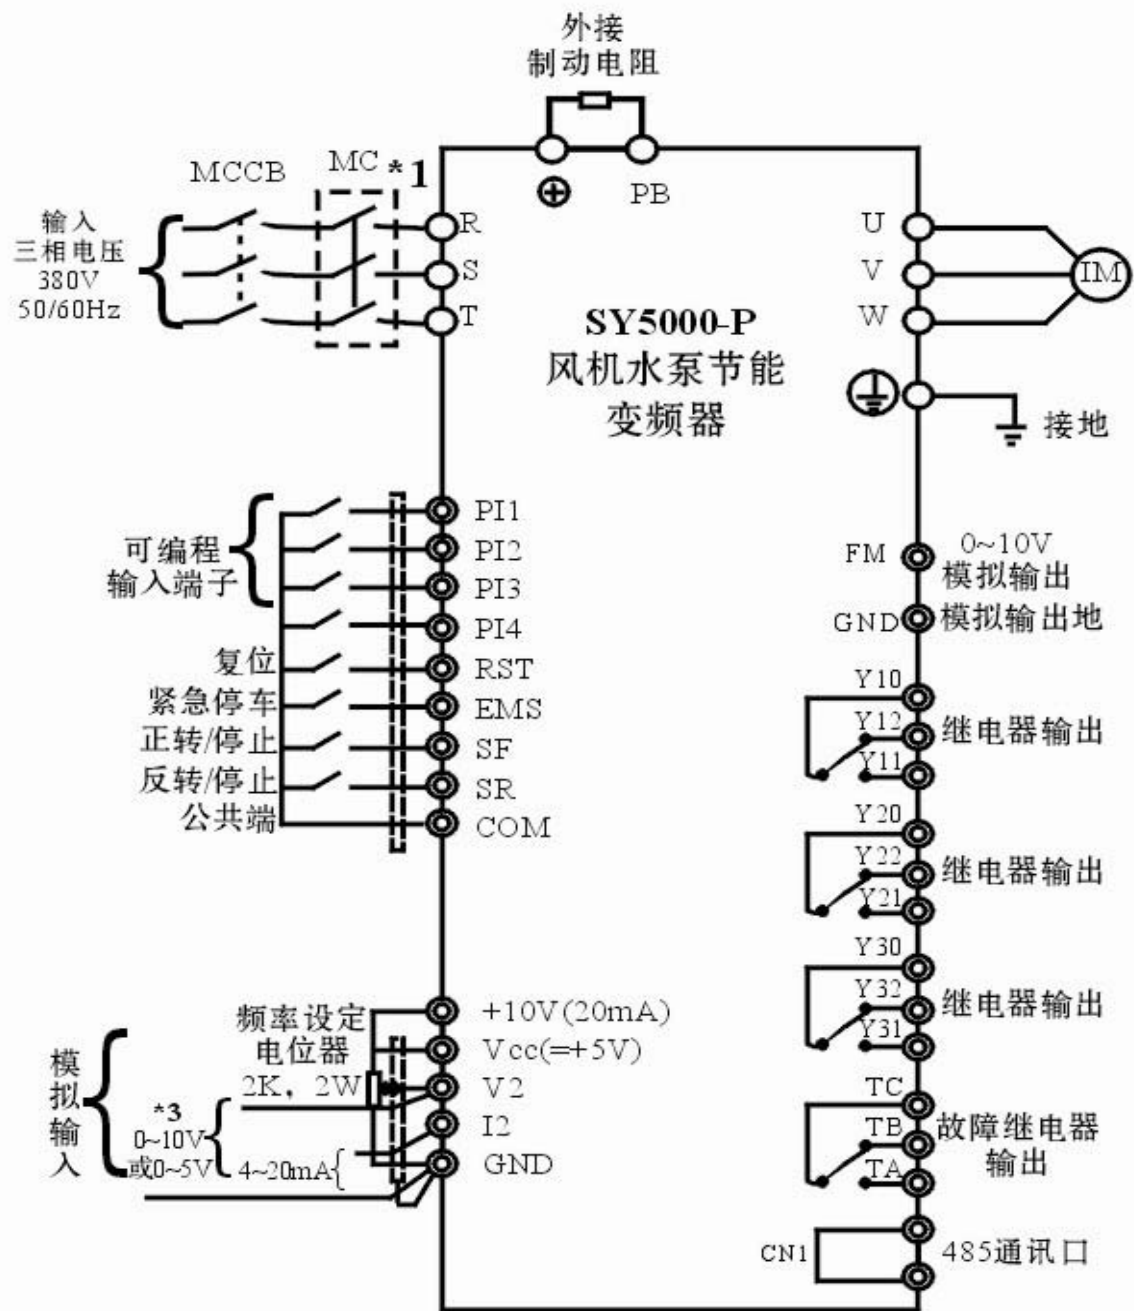 外接
制动电阻
MCCB
MC *1
⊕
PB
输入
三相电压
380V
50/60Hz
R
S
T
U
V
W
IM
SY5000-P
风机水泵节能
变频器
接地
可编程
输入端子
PI1
PI2
PI3
PI4
复位
RST
紧急停车
EMS
正转/停止
SF
反转/停止
SR
公共端
COM
FM
0~10V
模拟输出
GND
模拟输出地
Y10
Y12
Y11
继电器输出
Y20
Y22
Y21
继电器输出
Y30
Y32
Y31
继电器输出
TC
TB
TA
故障继电器
输出
CN1
485通讯口
模拟输入
频率设定
电位器
2K，2W
*3
0~10V
或0~5V
4~20mA
+10V(20mA)
Vcc(=+5V)
V2
I2
GND